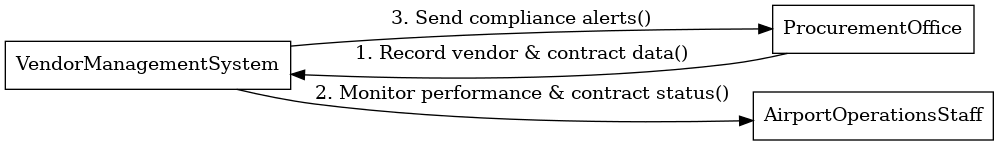 3. Send compliance alerts()
ProcurementOffice
1. Record vendor & contract data()
VendorManagementSystem
2. Monitor performance & contract status()
AirportOperationsStaff